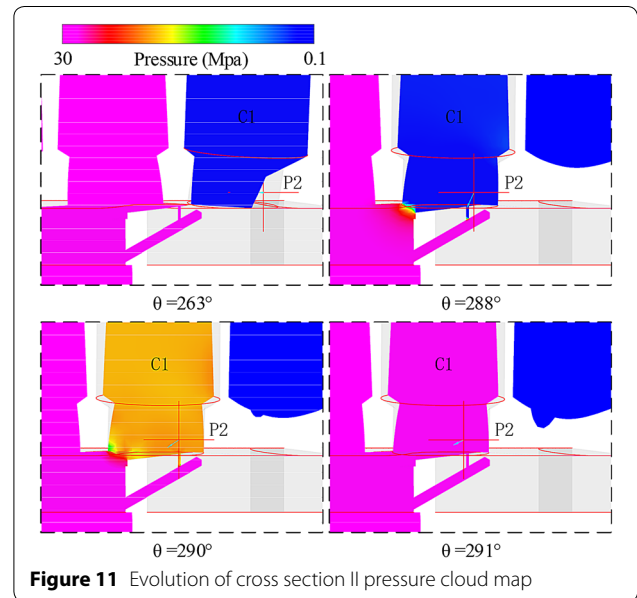 30 Pressure (Mpa) 0.1
C1 C1
P2 P2
θ =263° θ =288°
C1 C1
P2 P2
θ =290° θ =291°
Figure 11 Evolution of cross section II pressure cloud map